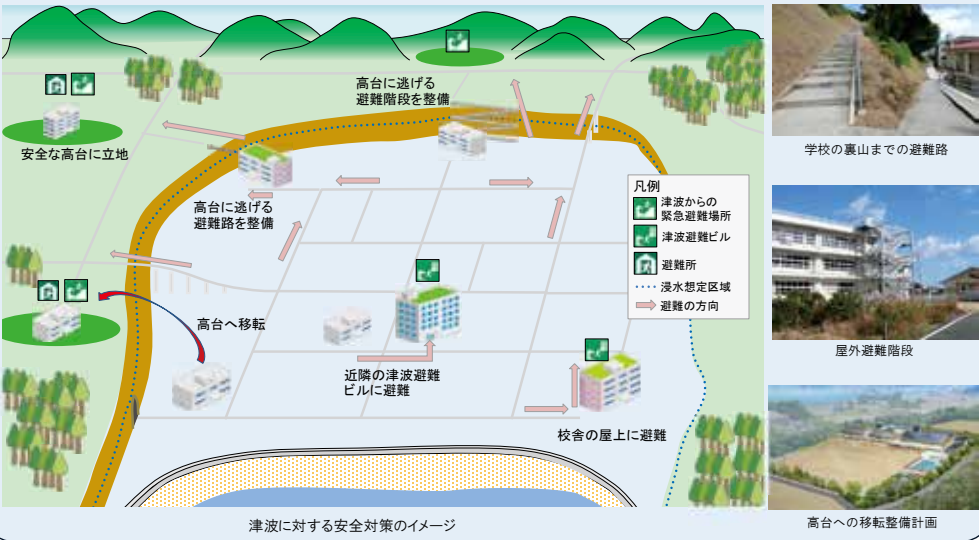 高台に逃げる
避難階段を整備
安全な高台に立地
高台に逃げる
避難路を整備
高台へ移転
近隣の津波避難
ビルに避難
校舎の屋上に避難
凡例
津波からの
緊急避難場所
津波避難ビル
避難所
浸水想定区域
避難の方向
津波に対する安全対策のイメージ
学校の裏山までの避難路
屋外避難階段
高台への移転整備計画